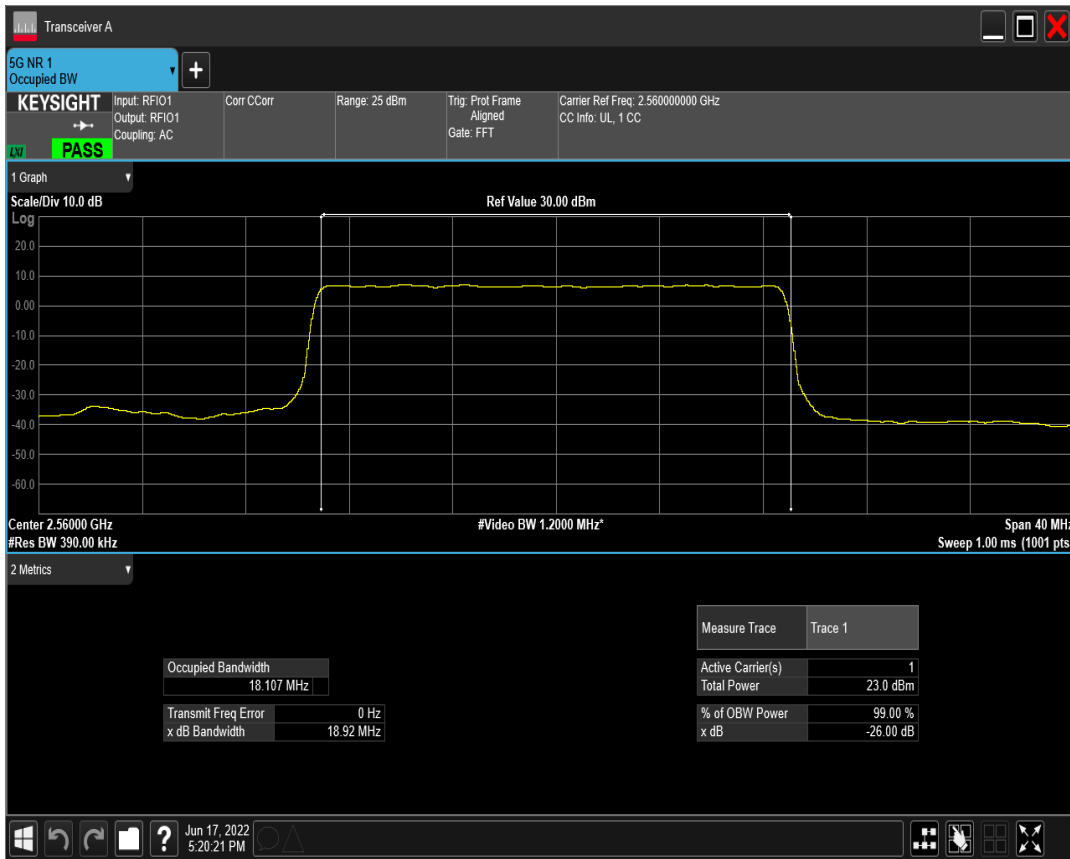 Transceiver A
5G NR 1
Occupied BW
KEYSIGHT
LXI
PASS
Input: RFIO1
Output: RFIO1
Coupling: AC
Corr CCorr
Range: 25 dBm
Trig: Prot Frame
Aligned
Gate: FFT
Carrier Ref Freq: 2.560000000 GHz
CC Info: UL, 1 CC
1 Graph
Scale/Div 10.0 dB
Ref Value 30.00 dBm
Log
20.0
10.0
0.00
-10.0
-20.0
-30.0
-40.0
-50.0
-60.0
Center 2.56000 GHz
#Video BW 1.2000 MHz*
Span 40 MHz
#Res BW 390.00 kHz
Sweep 1.00 ms (1001 pts
2 Metrics
Measure Trace Trace 1
Occupied Bandwidth
18.107 MHz
Active Carrier(s) 1
Total Power 23.0 dBm
Transmit Freq Error 0 Hz
x dB Bandwidth 18.92 MHz
% of OBW Power 99.00 %
x dB -26.00 dB
?
Jun 17, 2022
5:20:21 PM